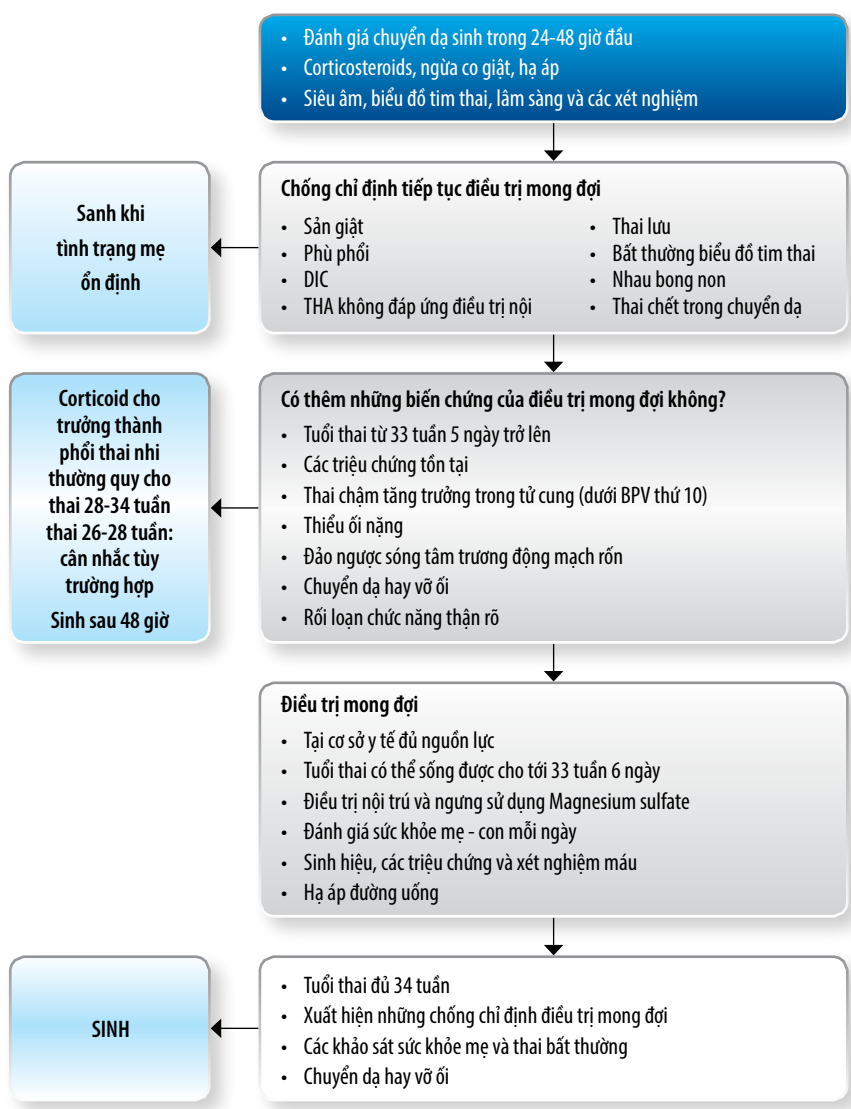 • Đánh giá chuyển dạ sinh trong 24-48 giờ đầu
• Corticosteroids, ngừa co giật, hạ áp
• Siêu âm, biểu đồ tim thai, lâm sàng và các xét nghiệm
Sanh khi
tình trạng mẹ
ổn định
Chống chỉ định tiếp tục điều trị mong đợi
• Sản giật
• Phù phổi
• DIC
• THA không đáp ứng điều trị nội
• Thai lưu
• Bất thường biểu đồ tim thai
• Nhau bong non
• Thai chết trong chuyển dạ
Corticoid cho
trưởng thành
phổi thai nhi
thường quy cho
thai 28-34 tuần
thai 26-28 tuần:
cân nhắc tùy
trường hợp
Sinh sau 48 giờ
Có thêm những biến chứng của điều trị mong đợi không?
• Tuổi thai từ 33 tuần 5 ngày trở lên
• Các triệu chứng tồn tại
• Thai chậm tăng trưởng trong tử cung (dưới BPV thứ 10)
• Thiểu ối nặng
• Đảo ngược sóng tâm trương động mạch rốn
• Chuyển dạ hay vỡ ối
• Rối loạn chức năng thận rõ
Điều trị mong đợi
• Tại cơ sở y tế đủ nguồn lực
• Tuổi thai có thể sống được cho tới 33 tuần 6 ngày
• Điều trị nội trú và ngưng sử dụng Magnesium sulfate
• Đánh giá sức khỏe mẹ - con mỗi ngày
• Sinh hiệu, các triệu chứng và xét nghiệm máu
• Hạ áp đường uống
SINH
• Tuổi thai đủ 34 tuần
• Xuất hiện những chống chỉ định điều trị mong đợi
• Các khảo sát sức khỏe mẹ và thai bất thường
• Chuyển dạ hay vỡ ối